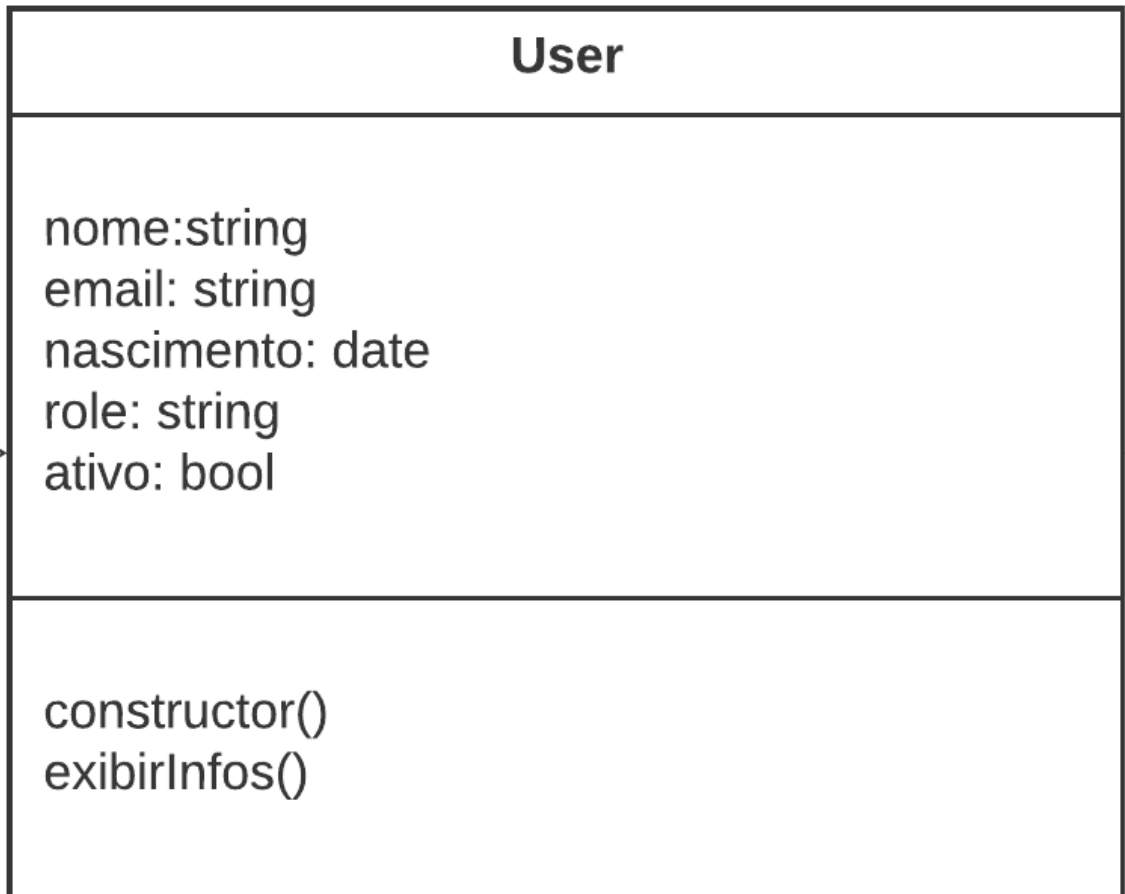 User
nome:string
email: string
nascimento: date
role: string
ativo: bool
constructor()
exibirInfos()